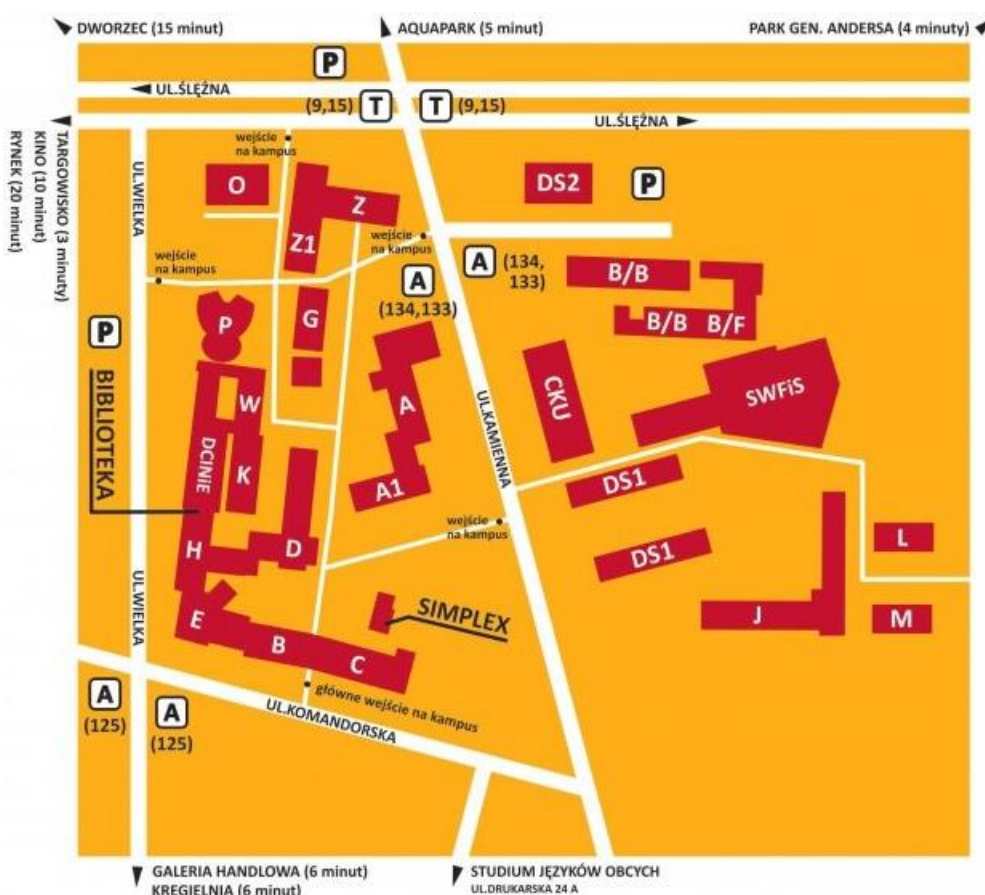 DWORZEC (15 minut)
AQUAPARK (5 minut)
PARK GEN. ANDERSA (4 minuty)
P
UL.ŚLĘŻNA
(9,15) T T (9,15)
UL.ŚLĘŻNA
TARGOWISKO (3 minuty)
KINO (10 minut)
RYNEK (20 minut)
UL.WIELKA
wejście
na kampus
O
Z
Z1
DS2
P
wejście
na kampus
wejście
na kampus
A
(134,
133)
A
(134,133)
B/B
B/B B/F
P
G
P
BIBLIOTEKA
W
K
DCINIE
A
A1
CKU
UL.KAMIENNA
SWFiS
DS1
DS1
wejście
na kampus
H
D
L
J
M
UL.WIELKA
E
B
C
SIMPLEX
główne wejście na kampus
UL.KOMANDORSKA
A
(125)
A
(125)
GALERIA HANDLOWA (6 minut)
KRĘGIELNIA (6 minut)
STUDIUM JĘZYKÓW OBCYCH
UL.DRUKARSKA 24 A